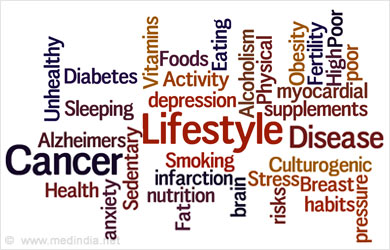 Unhealthy
Diabetes
Vitamins
Foods
Eating
Activity
Alcoholism
Physical
Obesity
Fertility
High
Poor
poor
Sleeping
depression
myocardial
supplements
Alzheimers
Sedentary
Lifestyle
Disease
Cancer
Smoking
Culturogenic
Health
anxiety
infarction
nutrition
Fat
brain
Stress
risks
Breast
habits
pressure
© www.medindia.net